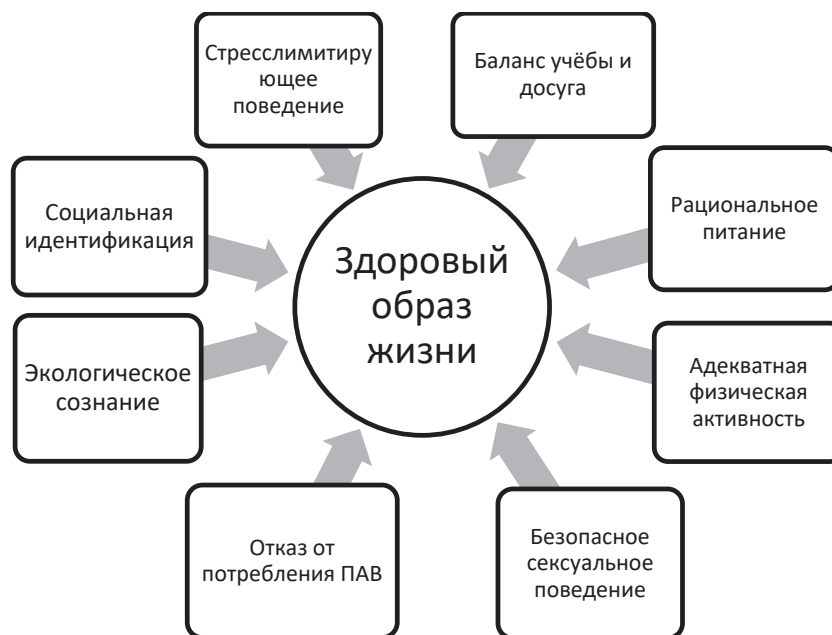 Стресслимитиру
ющее
поведение
Баланс учёбы и
досуга
Социальная
идентификация
Рациональное
питание
Здоровый
образ
жизни
Экологическое
сознание
Адекватная
физическая
активность
Отказ от
потребления ПАВ
Безопасное
сексуальное
поведение